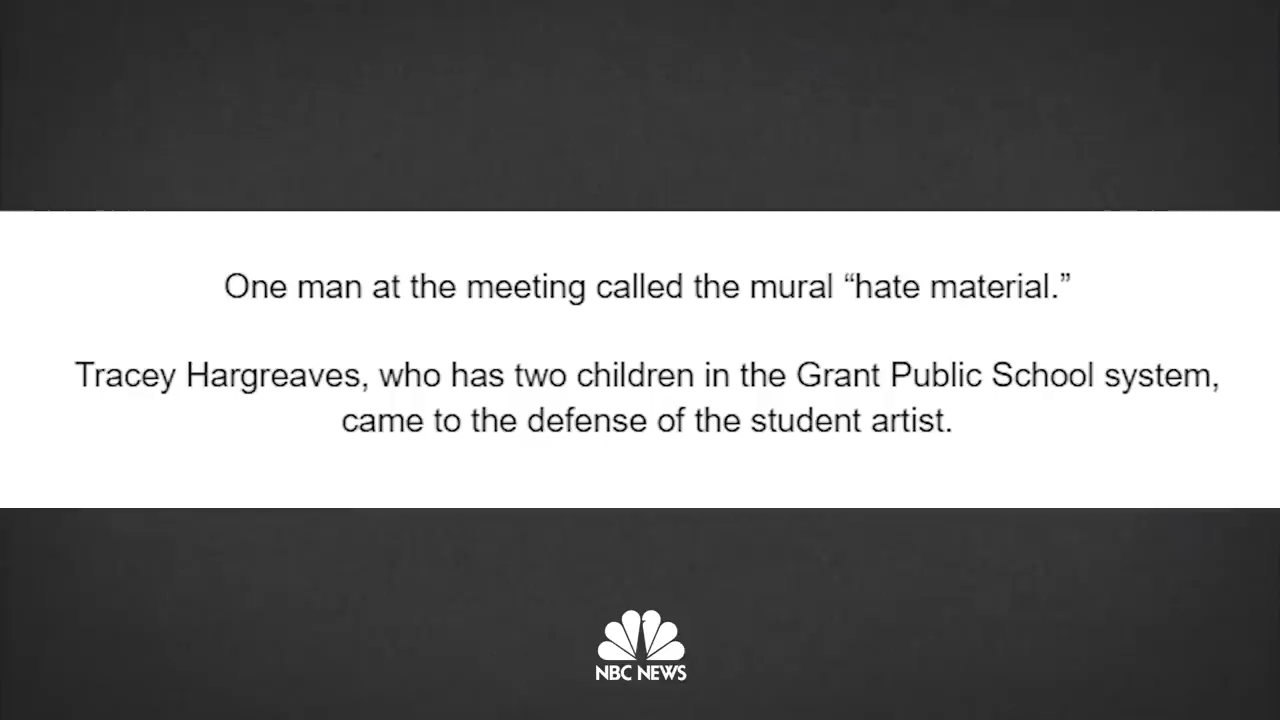 One man at the meeting called the mural “hate material.”
Tracey Hargreaves, who has two children in the Grant Public School system,
came to the defense of the student artist.
NBC NEWS